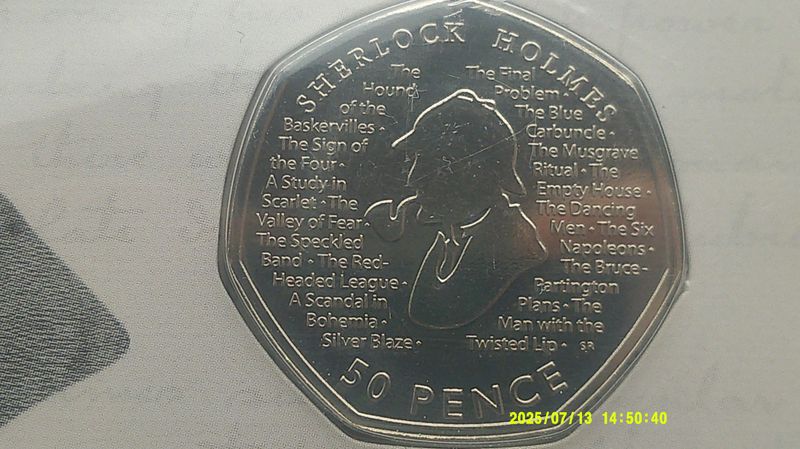 SHERLOCK HOLMES
The
Hound
of the
Baskervilles •
The Sign of
the Four •
A Study in
Scarlet • The
Valley of Fear •
The Speckled
Band • The Red-
Headed League •
A Scandal in
Bohemia •
Silver Blaze •
The Final
Problem •
The Blue
Carbuncle •
The Musgrave
Ritual • The
Empty House •
The Dancing
Men • The Six
Napoleons •
The Bruce-
Partington
Plans • The
Man with the
Twisted Lip • SR
50 PENCE
2025/07/13 14:50:40